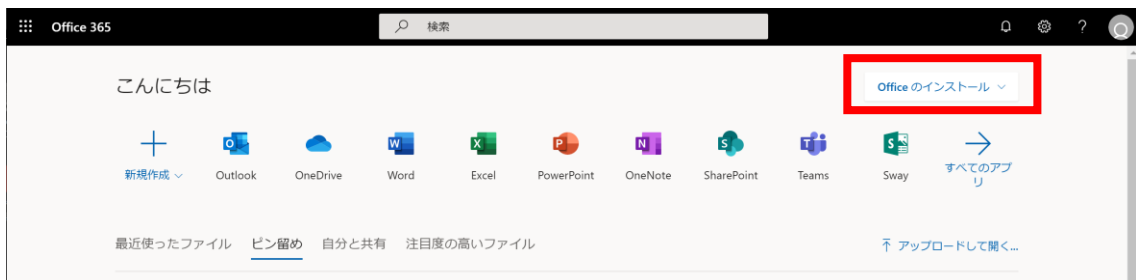 Office 365
検索
?
こんにちは
Office のインストール
新規作成
Outlook
OneDrive
Word
Excel
PowerPoint
OneNote
SharePoint
Teams
Sway
すべてのアプ
リ
最近使ったファイル ピン留め 自分と共有 注目度の高いファイル
アップロードして開く...